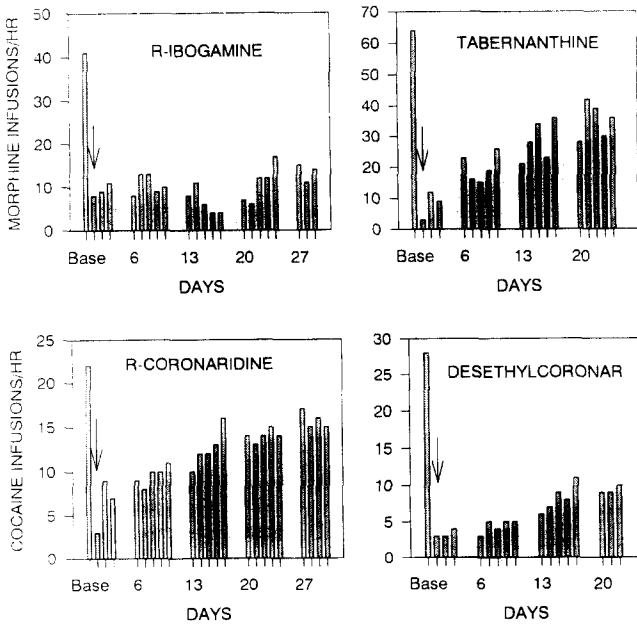 R-IBOGAMINE
MORPHINE INFUSIONS/HR
50
40
30
20
10
0
Base 6 13 20 27
DAYS
TABERNANTHINE
70
60
50
40
30
20
10
0
Base 6 13 20
DAYS
R-CORONARIDINE
COCAINE INFUSIONS/HR
25
20
15
10
5
0
Base 6 13 20 27
DAYS
DESETHYLCORONAR
30
25
20
15
10
5
0
Base 6 13 20
DAYS